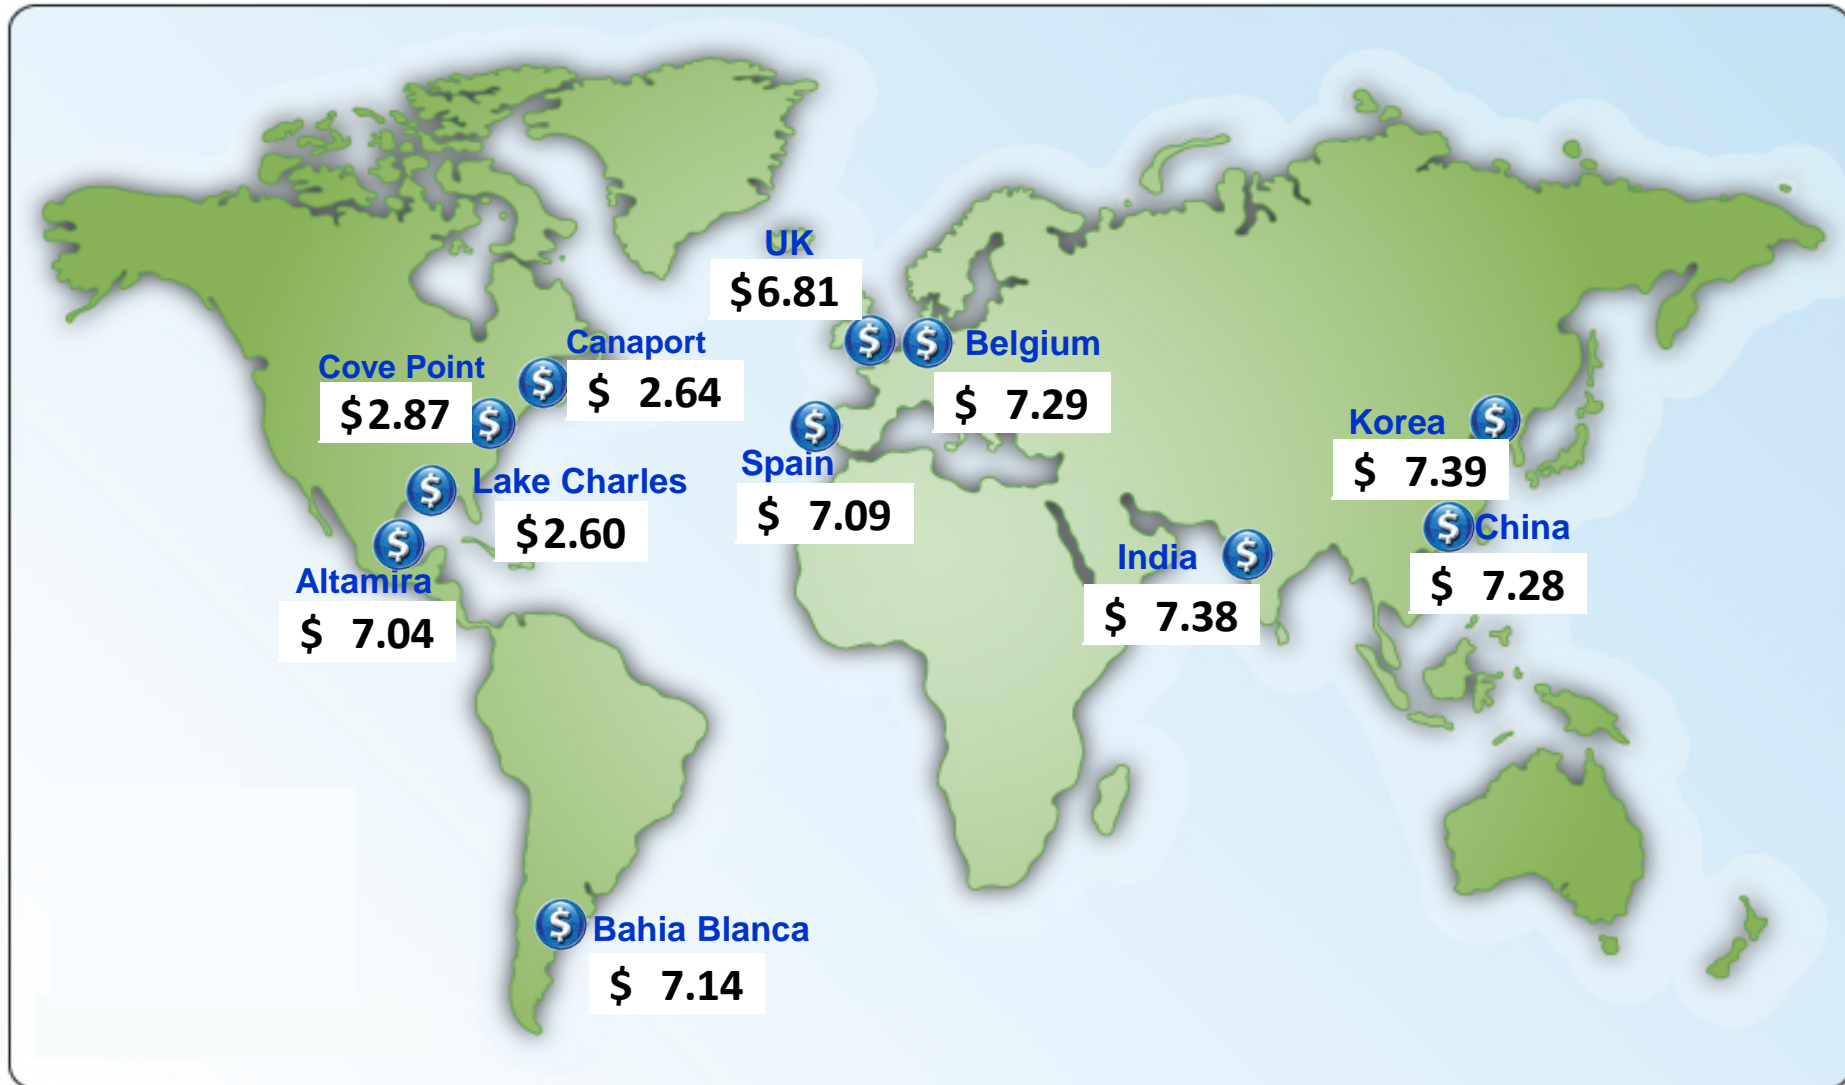 UK
$6.81
Canaport
$ 2.64
Cove Point
$2.87
Belgium
$ 7.29
Lake Charles
$2.60
Spain
$ 7.09
Korea
$ 7.39
China
$ 7.28
India
$ 7.38
Altamira
$ 7.04
Bahia Blanca
$ 7.14